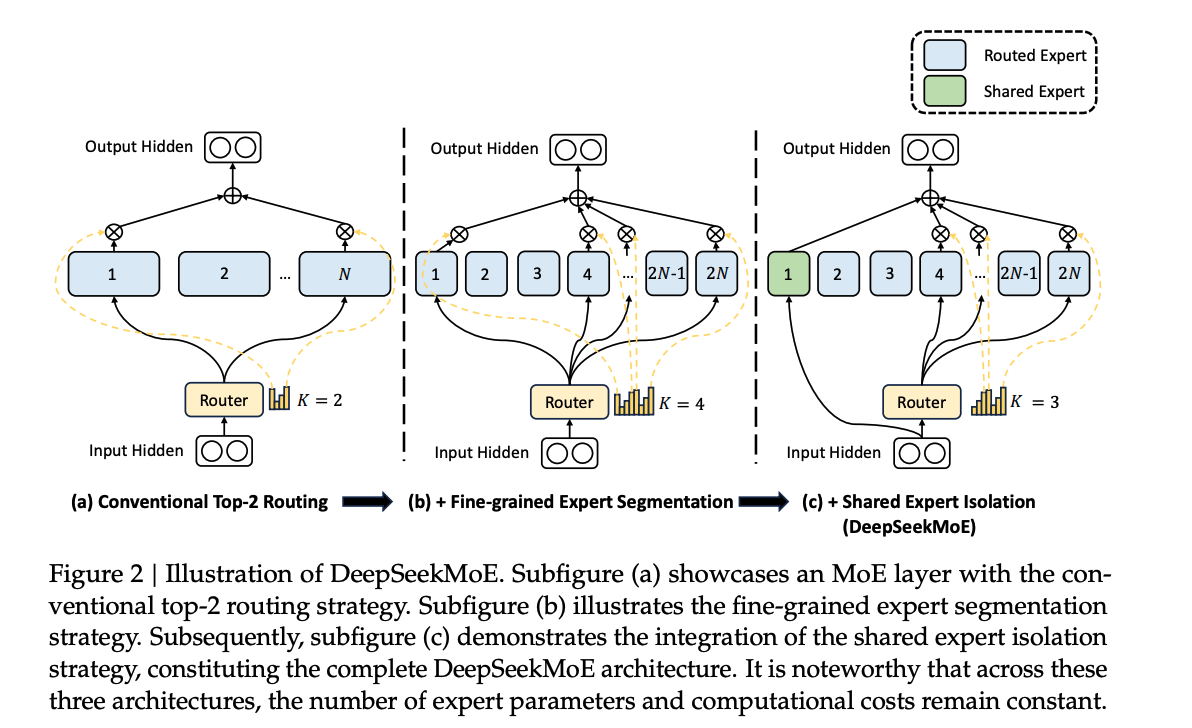 Routed Expert
Shared Expert
Output Hidden
Output Hidden
Output Hidden
1
2
...
N
1
2
3
4
...
2N-1
2N
1
2
3
4
...
2N-1
2N
Router
K = 2
Router
K = 4
Router
K = 3
Input Hidden
Input Hidden
Input Hidden
(a) Conventional Top-2 Routing
(b) + Fine-grained Expert Segmentation
(c) + Shared Expert Isolation
(DeepSeekMoE)
Figure 2 | Illustration of DeepSeekMoE. Subfigure (a) showcases an MoE layer with the con-
ventional top-2 routing strategy. Subfigure (b) illustrates the fine-grained expert segmentation
strategy. Subsequently, subfigure (c) demonstrates the integration of the shared expert isolation
strategy, constituting the complete DeepSeekMoE architecture. It is noteworthy that across these
three architectures, the number of expert parameters and computational costs remain constant.